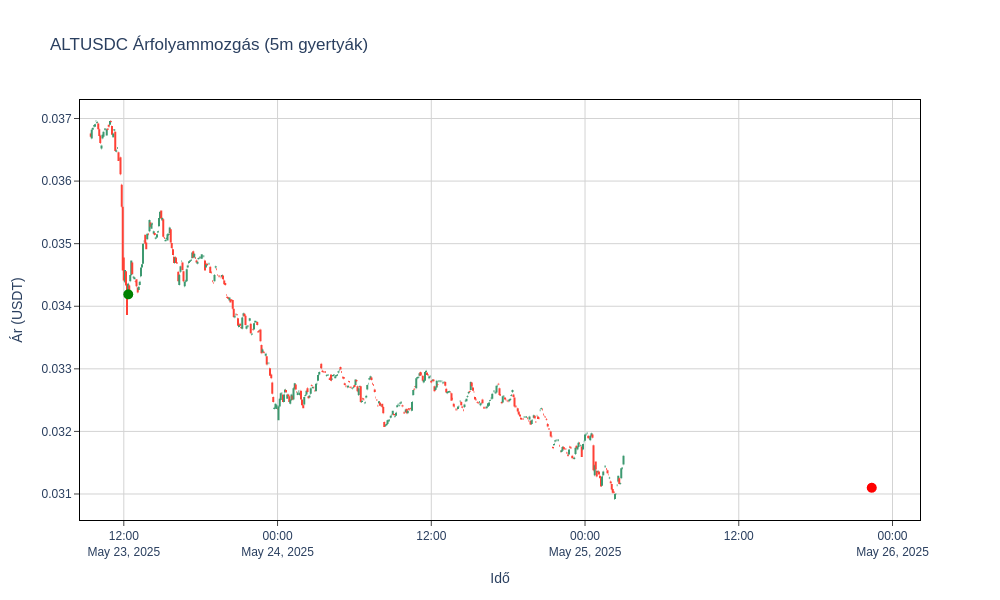 ALTUSDC Árfolyammozgás (5m gyertyák)
0.037
0.036
0.035
0.034
0.033
0.032
0.031
Ár (USDT)
12:00
May 23, 2025
00:00
May 24, 2025
12:00
00:00
May 25, 2025
12:00
00:00
May 26, 2025
Idő